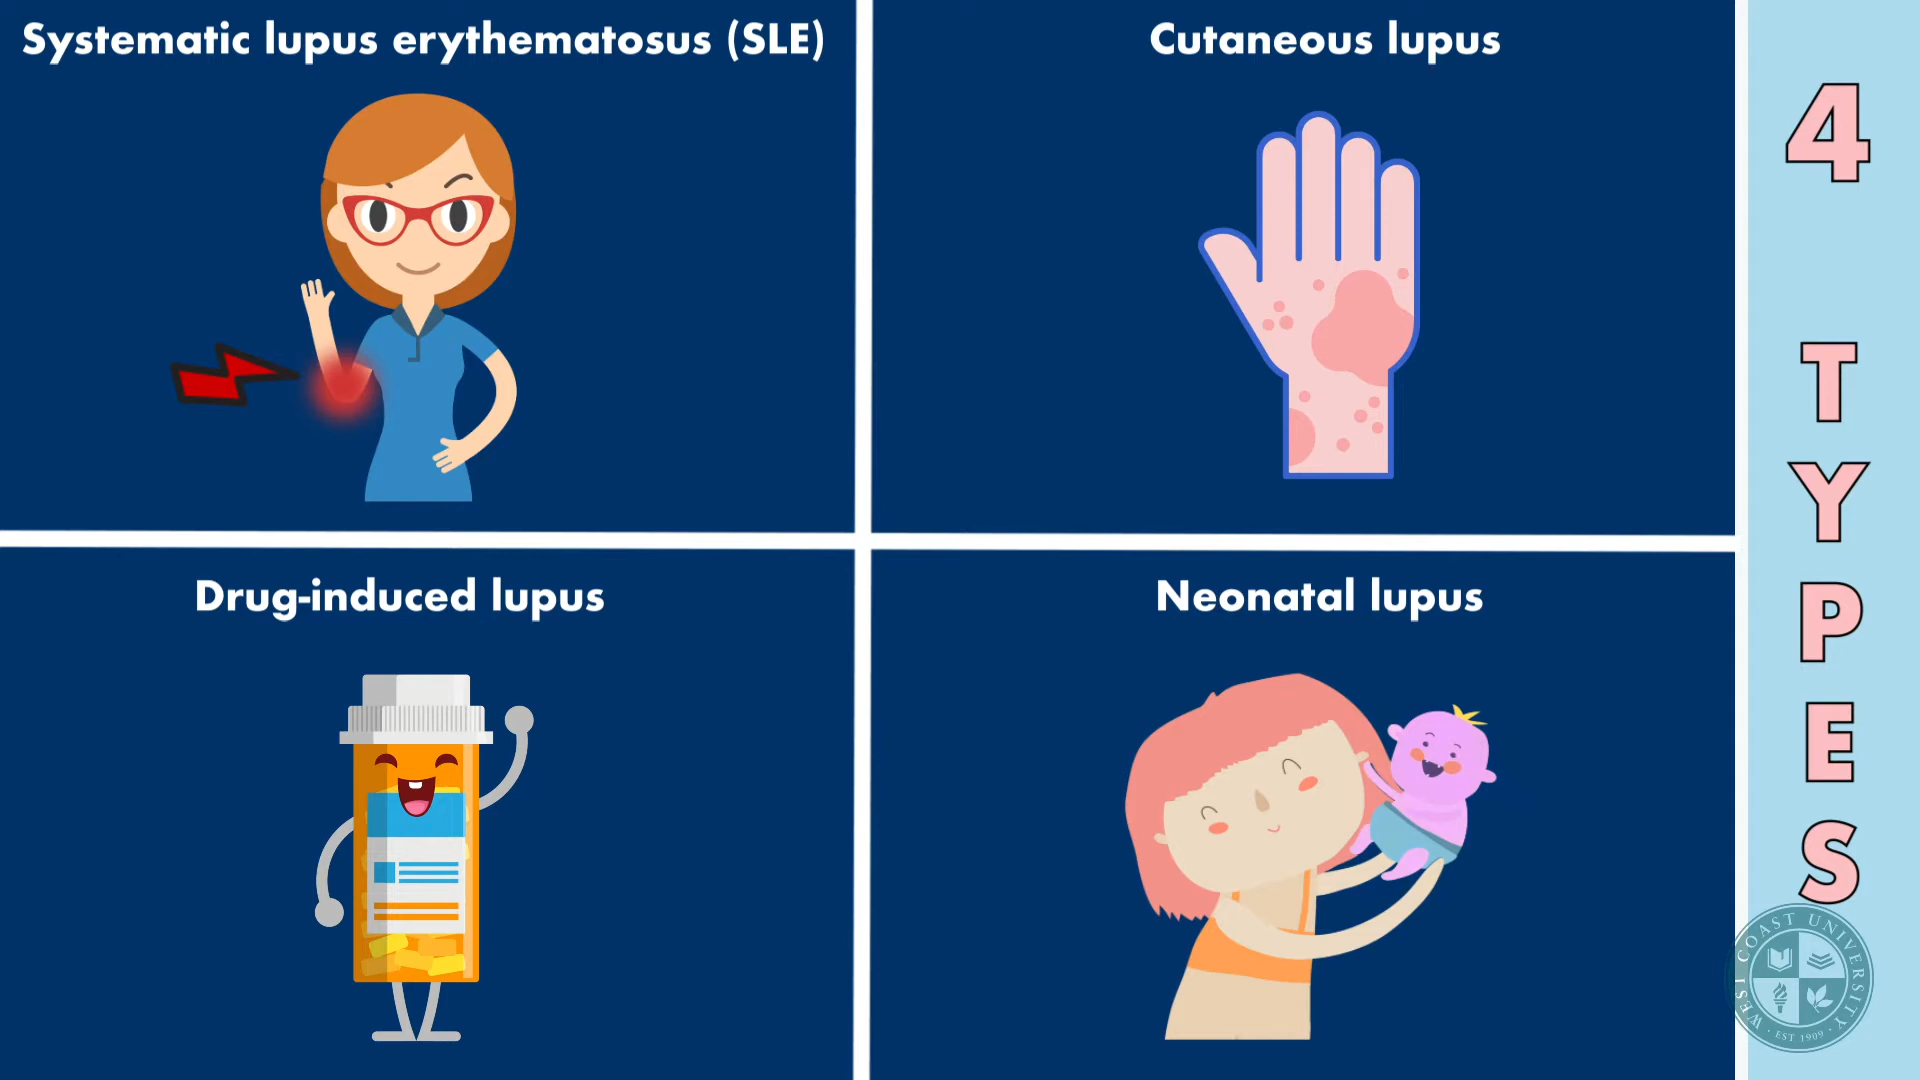 Systematic lupus erythematosus (SLE)
Cutaneous lupus
Drug-induced lupus
Neonatal lupus
4
TYPES
WEST COAST UNIVERSITY
· EST 1909 ·